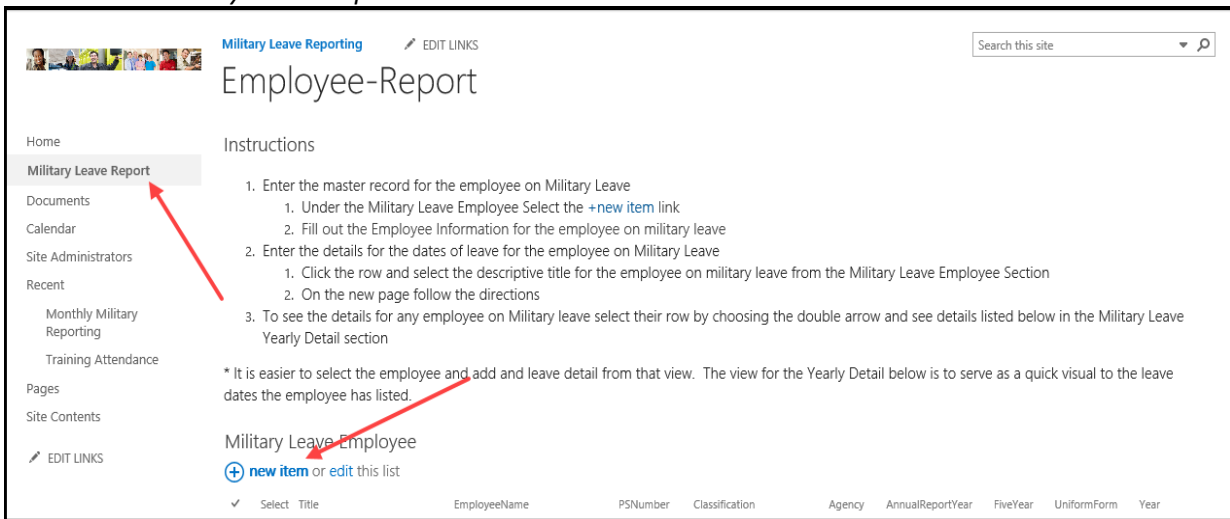 Military Leave Reporting
EDIT LINKS
Search this site
Employee-Report
Home
Military Leave Report
Documents
Calendar
Site Administrators
Recent
Monthly Military
Reporting
Training Attendance
Pages
Site Contents
EDIT LINKS
Instructions
1. Enter the master record for the employee on Military Leave
1. Under the Military Leave Employee Select the +new item link
2. Fill out the Employee Information for the employee on military leave
2. Enter the details for the dates of leave for the employee on Military Leave
1. Click the row and select the descriptive title for the employee on military leave from the Military Leave Employee Section
2. On the new page follow the directions
3. To see the details for any employee on Military leave select their row by choosing the double arrow and see details listed below in the Military Leave
Yearly Detail section
* It is easier to select the employee and add and leave detail from that view. The view for the Yearly Detail below is to serve as a quick visual to the leave
dates the employee has listed.
Military Leave Employee
new item or edit this list
Select Title EmployeeName PSNumber Classification Agency AnnualReportYear FiveYear UniformForm Year